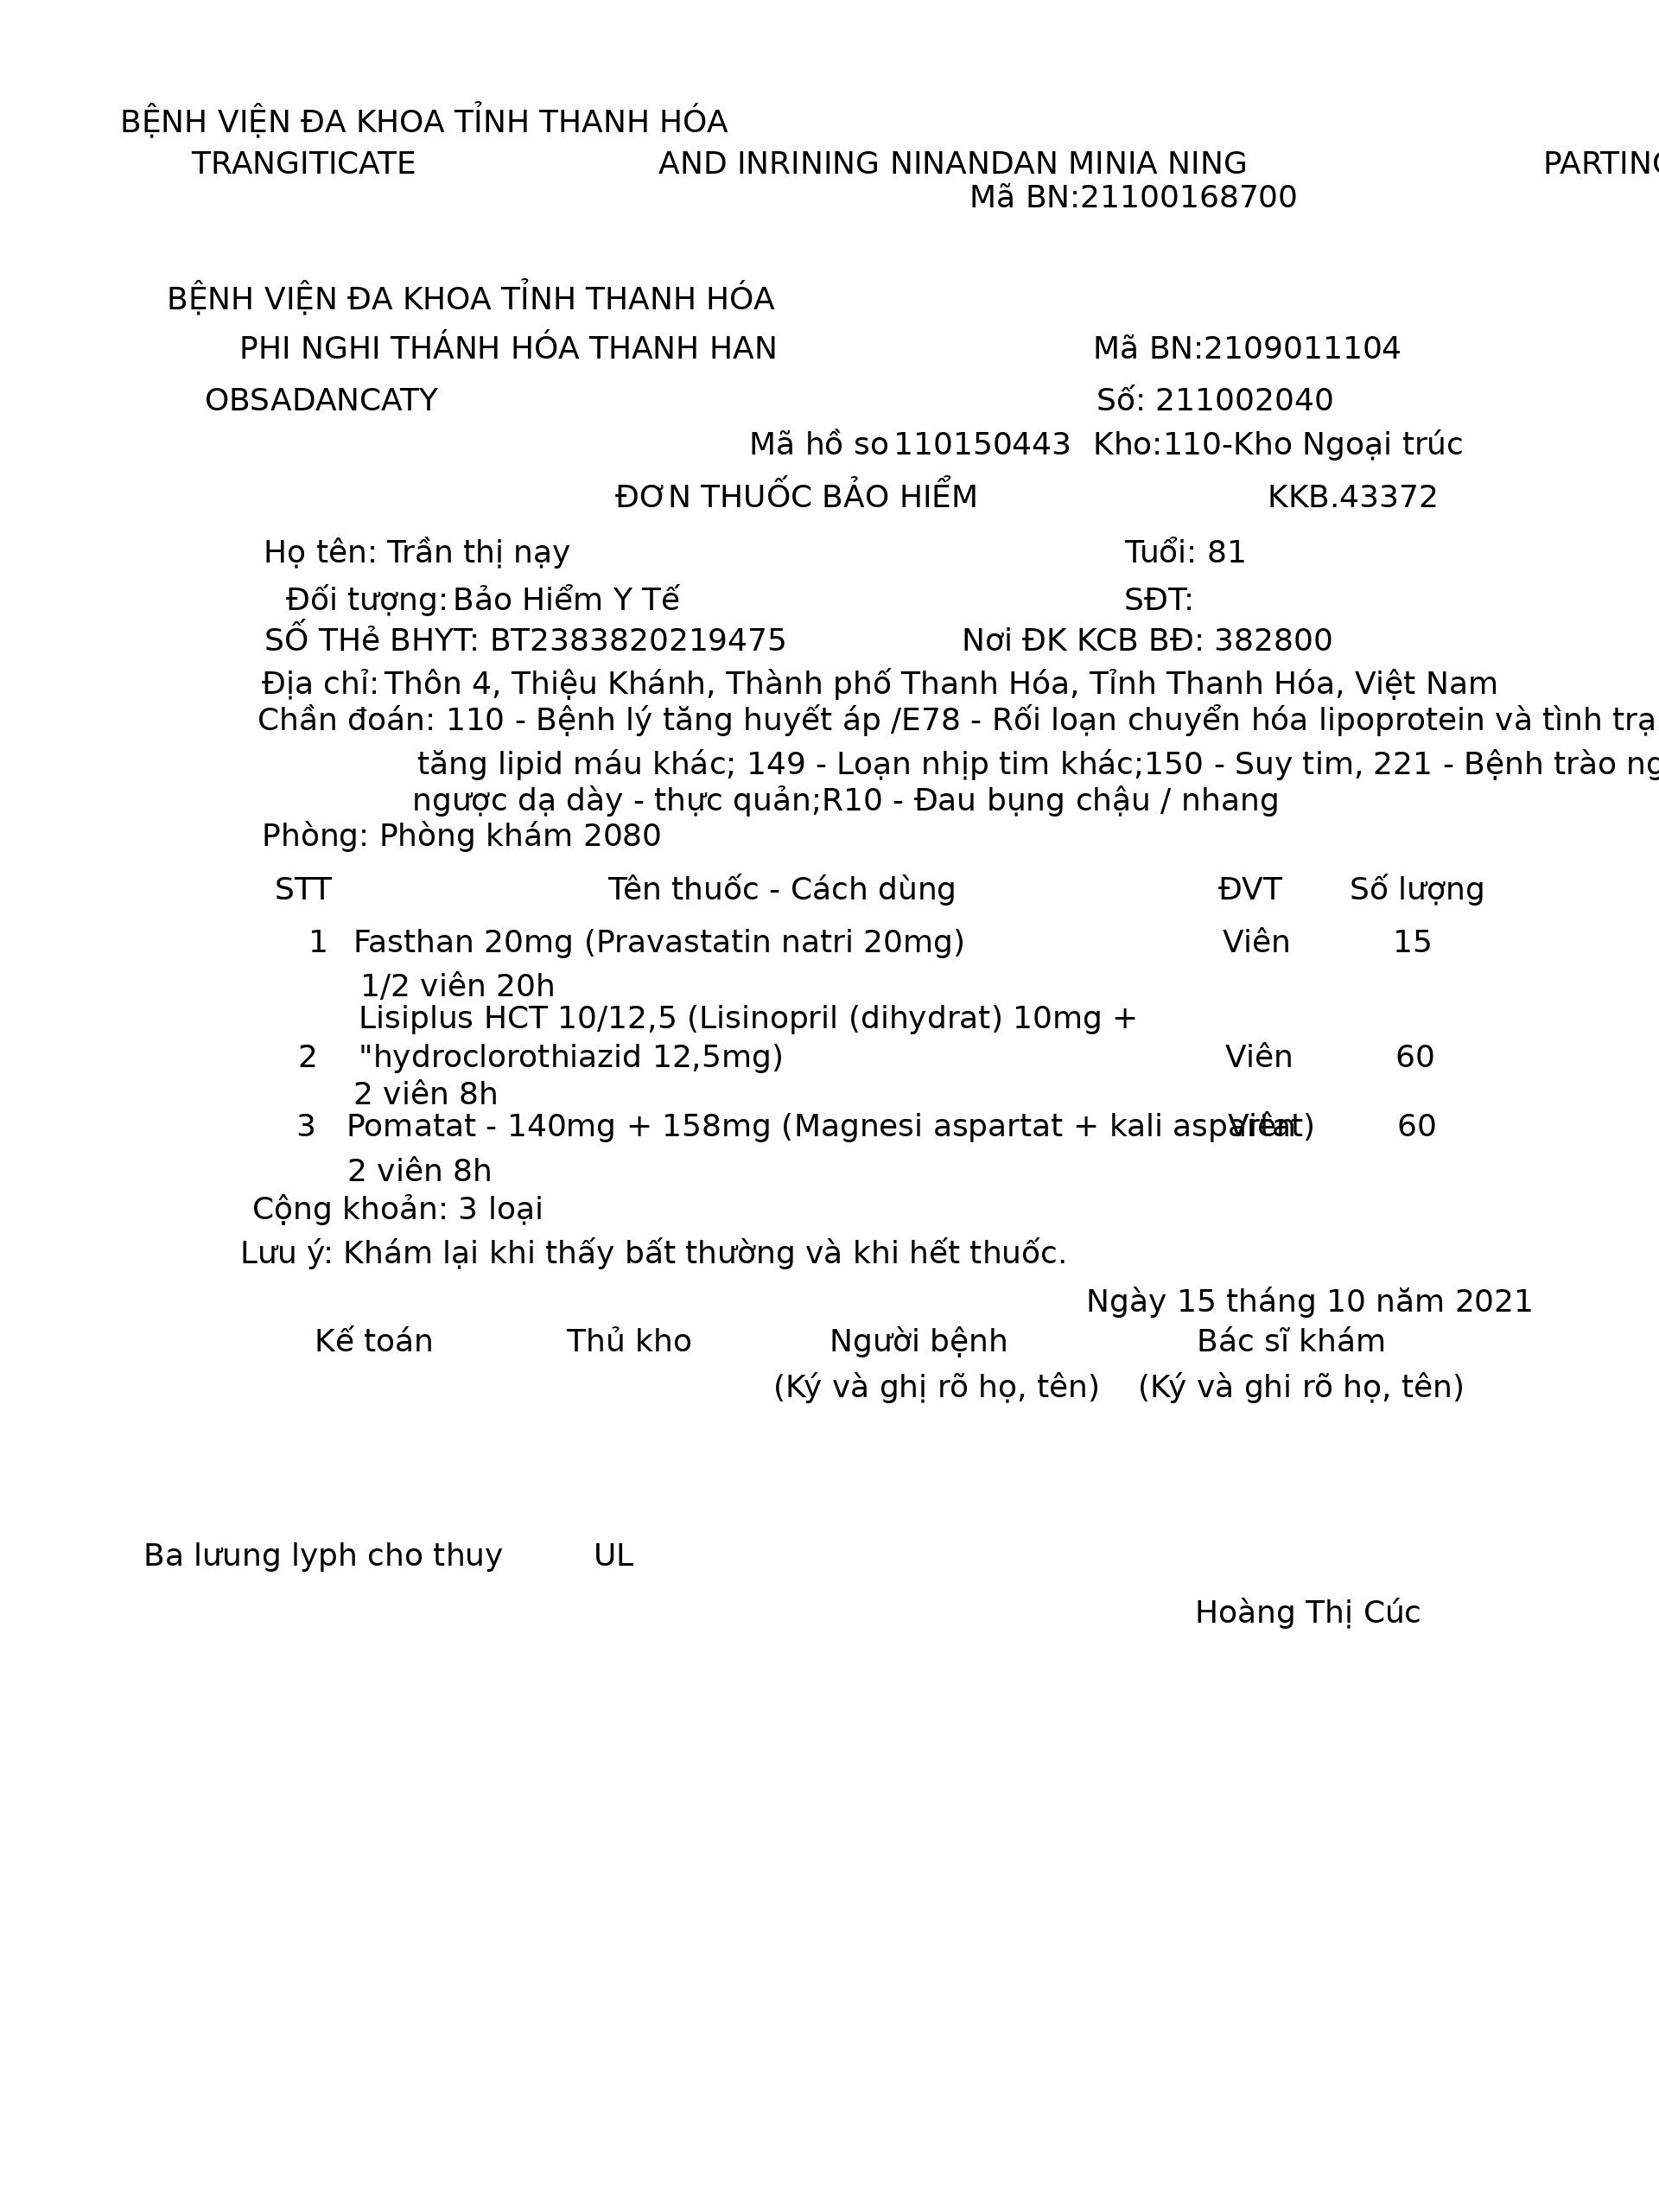 BỆNH VIỆN ĐA KHOA TỈNH THANH HÓA
TRANGITICATE AND INRINING NINANDAN MINIA NING PARTING
Mã BN:21100168700
BỆNH VIỆN ĐA KHOA TỈNH THANH HÓA
PHI NGHI THÁNH HÓA THANH HAN Mã BN:2109011104
OBSADANCATY Số: 211002040
Mã hồ so 110150443 Kho:110-Kho Ngoại trúc
ĐƠN THUỐC BẢO HIỂM KKB.43372
Họ tên: Trần thị nạy Tuổi: 81
Đối tượng: Bảo Hiểm Y Tế SĐT:
SỐ THẻ BHYT: BT2383820219475 Nơi ĐK KCB BĐ: 382800
Địa chỉ: Thôn 4, Thiệu Khánh, Thành phố Thanh Hóa, Tỉnh Thanh Hóa, Việt Nam
Chần đoán: 110 - Bệnh lý tăng huyết áp /E78 - Rối loạn chuyển hóa lipoprotein và tình trạ
tăng lipid máu khác; 149 - Loạn nhịp tim khác;150 - Suy tim, 221 - Bệnh trào ng
ngược dạ dày - thực quản;R10 - Đau bụng chậu / nhang
Phòng: Phòng khám 2080
STT Tên thuốc - Cách dùng ĐVT Số lượng
1 Fasthan 20mg (Pravastatin natri 20mg) Viên 15
1/2 viên 20h
Lisiplus HCT 10/12,5 (Lisinopril (dihydrat) 10mg +
2 "hydroclorothiazid 12,5mg) Viên 60
2 viên 8h
3 Pomatat - 140mg + 158mg (Magnesi aspartat + kali aspartat) Viên 60
2 viên 8h
Cộng khoản: 3 loại
Lưu ý: Khám lại khi thấy bất thường và khi hết thuốc.
Ngày 15 tháng 10 năm 2021
Kế toán Thủ kho Người bệnh Bác sĩ khám
(Ký và ghị rõ họ, tên) (Ký và ghi rõ họ, tên)
Ba lưung lyph cho thuy UL
Hoàng Thị Cúc